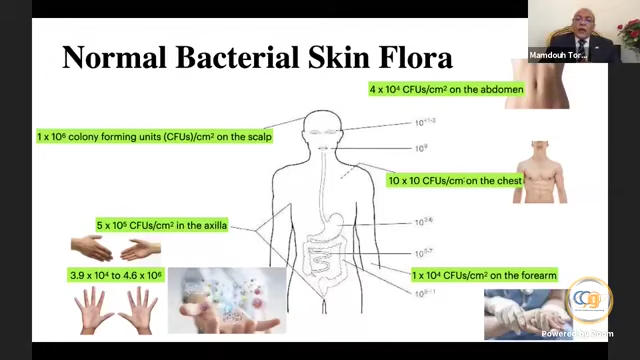 Normal Bacterial Skin Flora
Mamdouh Tor...
4 x 10⁴ CFUs/cm² on the abdomen
1 x 10⁶ colony forming units (CFUs)/cm² on the scalp
10⁹
10 x 10 CFUs/cm² on the chest
5 x 10⁵ CFUs/cm² in the axilla
3.9 x 10⁴ to 4.6 x 10⁶
1 x 10⁴ CFUs/cm² on the forearm
Powered by Zoom